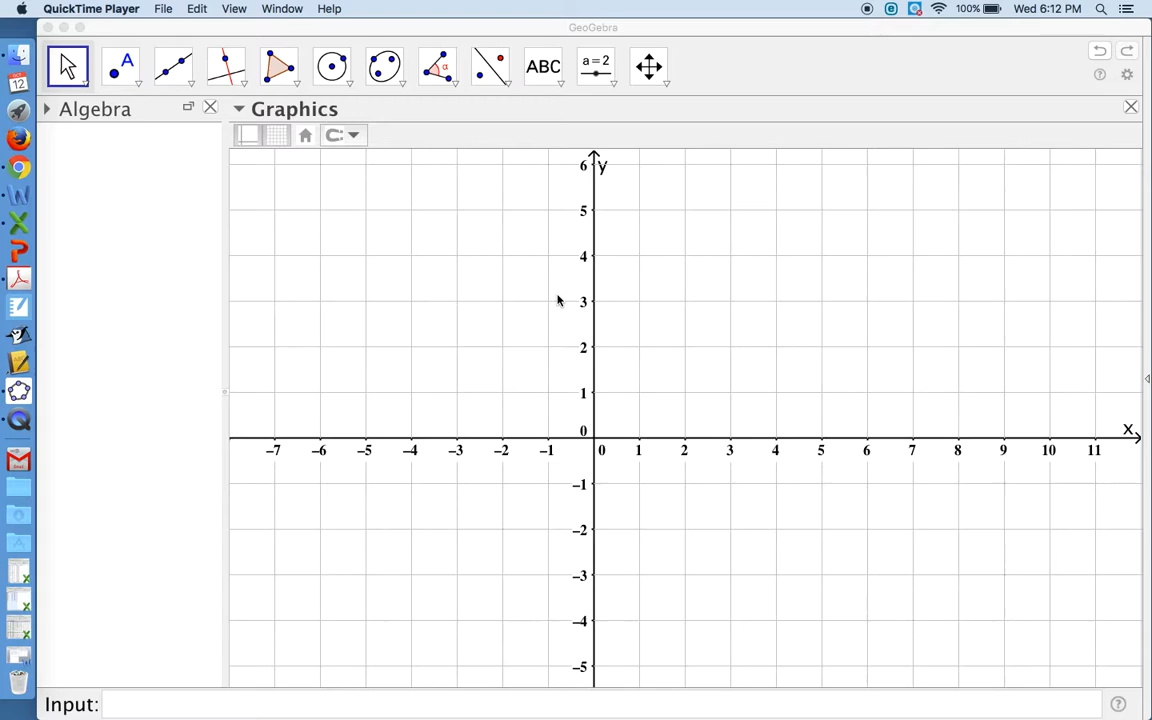 QuickTime Player File Edit View Window Help 100% Wed 6:12 PM
GeoGebra
A α ABC a=2
Algebra Graphics
y
6
5
4
3
2
1
0
x
−7 −6 −5 −4 −3 −2 −1 0 1 2 3 4 5 6 7 8 9 10 11
−1
−2
−3
−4
−5
Input: